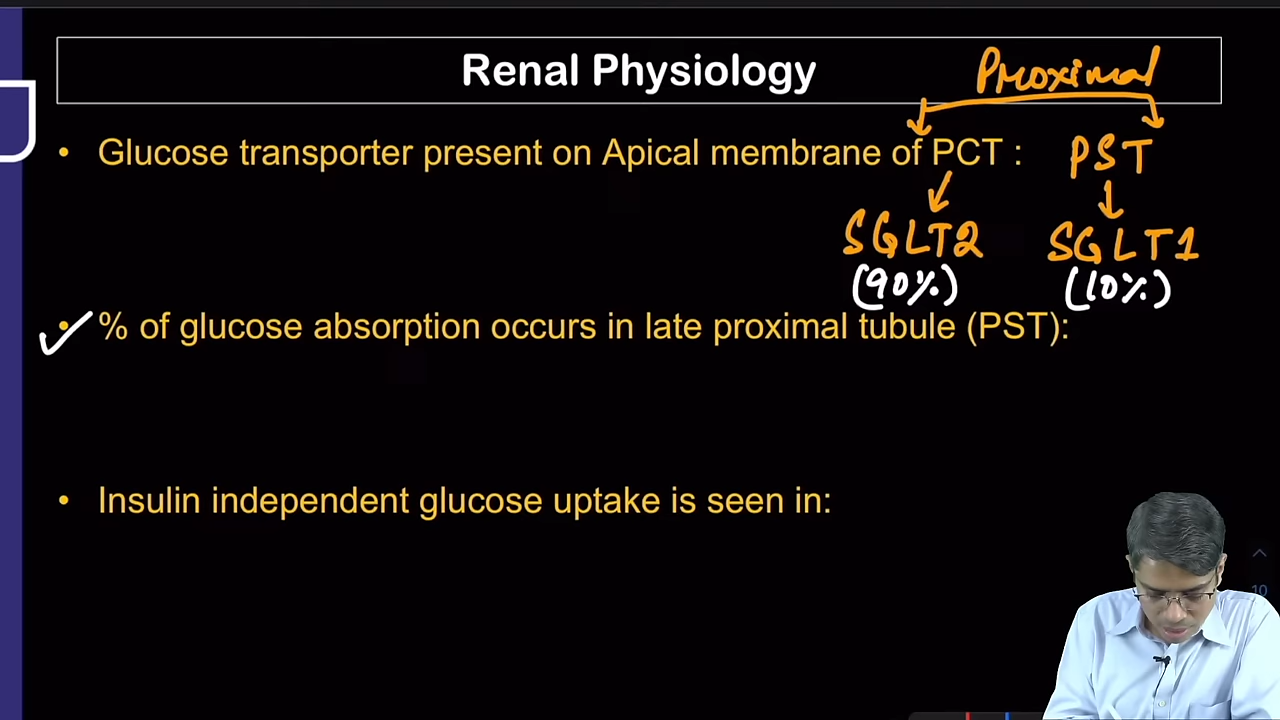 Renal Physiology
Proximal
• Glucose transporter present on Apical membrane of PCT :
PST
SGLT2
SGLT1
(90%)
(10%)
• % of glucose absorption occurs in late proximal tubule (PST):
• Insulin independent glucose uptake is seen in:
10